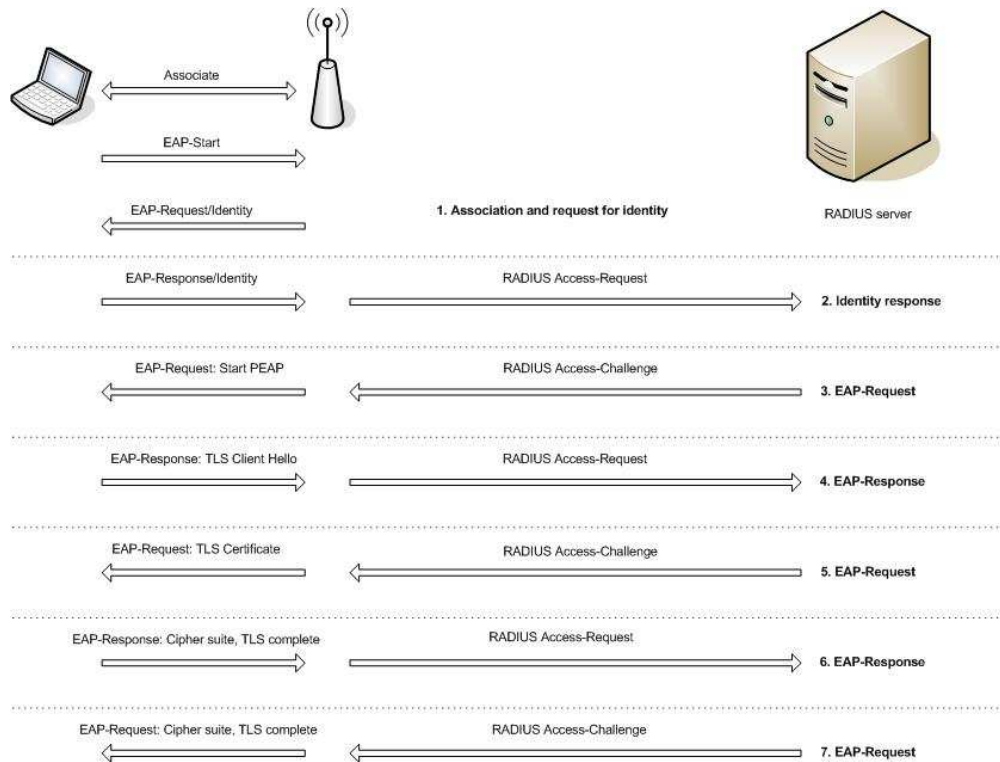 Associate
EAP-Start
EAP-Request/Identity
1. Association and request for identity
RADIUS server
EAP-Response/Identity
RADIUS Access-Request
2. Identity response
EAP-Request: Start PEAP
RADIUS Access-Challenge
3. EAP-Request
EAP-Response: TLS Client Hello
RADIUS Access-Request
4. EAP-Response
EAP-Request: TLS Certificate
RADIUS Access-Challenge
5. EAP-Request
EAP-Response: Cipher suite, TLS complete
RADIUS Access-Request
6. EAP-Response
EAP-Request: Cipher suite, TLS complete
RADIUS Access-Challenge
7. EAP-Request